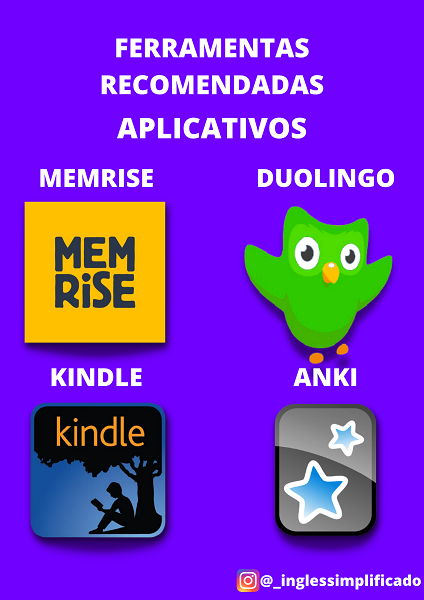 FERRAMENTAS
RECOMENDADAS
APLICATIVOS
MEMRISE
DUOLINGO
MEM
RiSE
KINDLE
ANKI
kindle
@_inglessimplificado